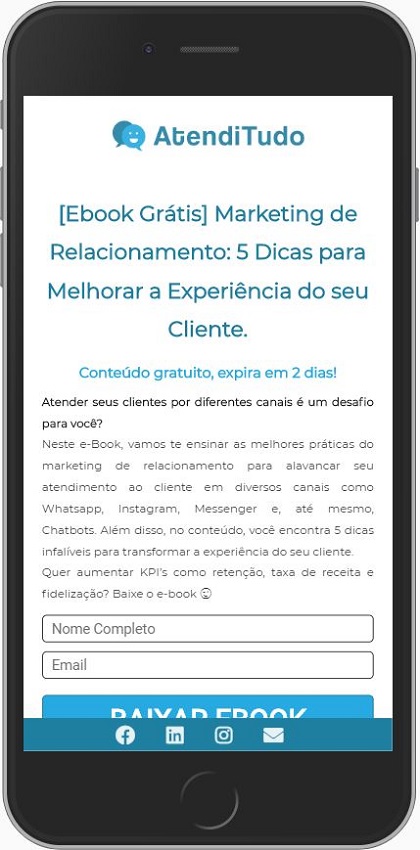 AtendiTudo
[Ebook Grátis] Marketing de
Relacionamento: 5 Dicas para
Melhorar a Experiência do seu
Cliente.
Conteúdo gratuito, expira em 2 dias!
Atender seus clientes por diferentes canais é um desafio
para você?
Neste e-Book, vamos te ensinar as melhores práticas do
marketing de relacionamento para alavancar seu
atendimento ao cliente em diversos canais como
Whatsapp, Instagram, Messenger e, até mesmo,
Chatbots. Além disso, no conteúdo, você encontra 5 dicas
infalíveis para transformar a experiência do seu cliente.
Quer aumentar KPI's como retenção, taxa de receita e
fidelização? Baixe o e-book 😉
Nome Completo
Email
BAIXAR EBOOK